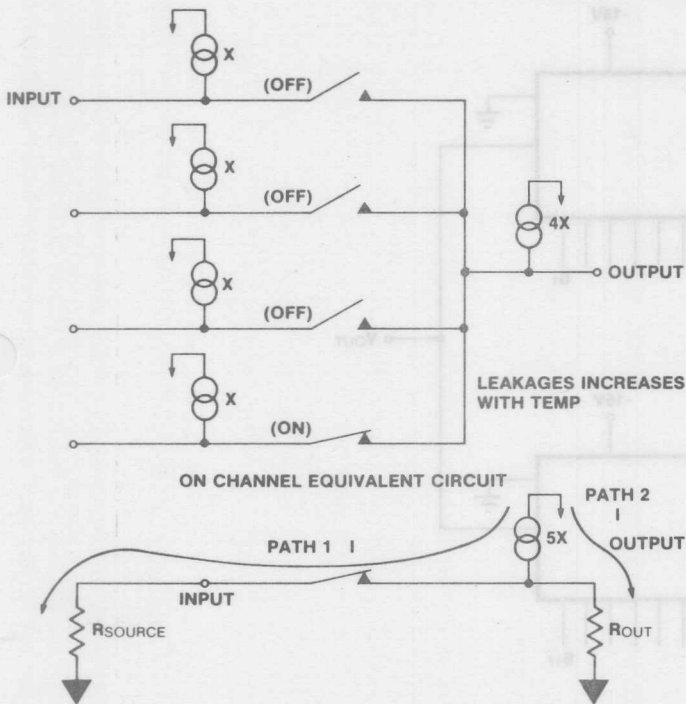 X
INPUT (OFF)
X
(OFF)
4X
OUTPUT
X
(OFF)
LEAKAGES INCREASES
WITH TEMP
X
(ON)
ON CHANNEL EQUIVALENT CIRCUIT
PATH 2
I
PATH 1 I
5X
OUTPUT
INPUT
RSOURCE
ROUT